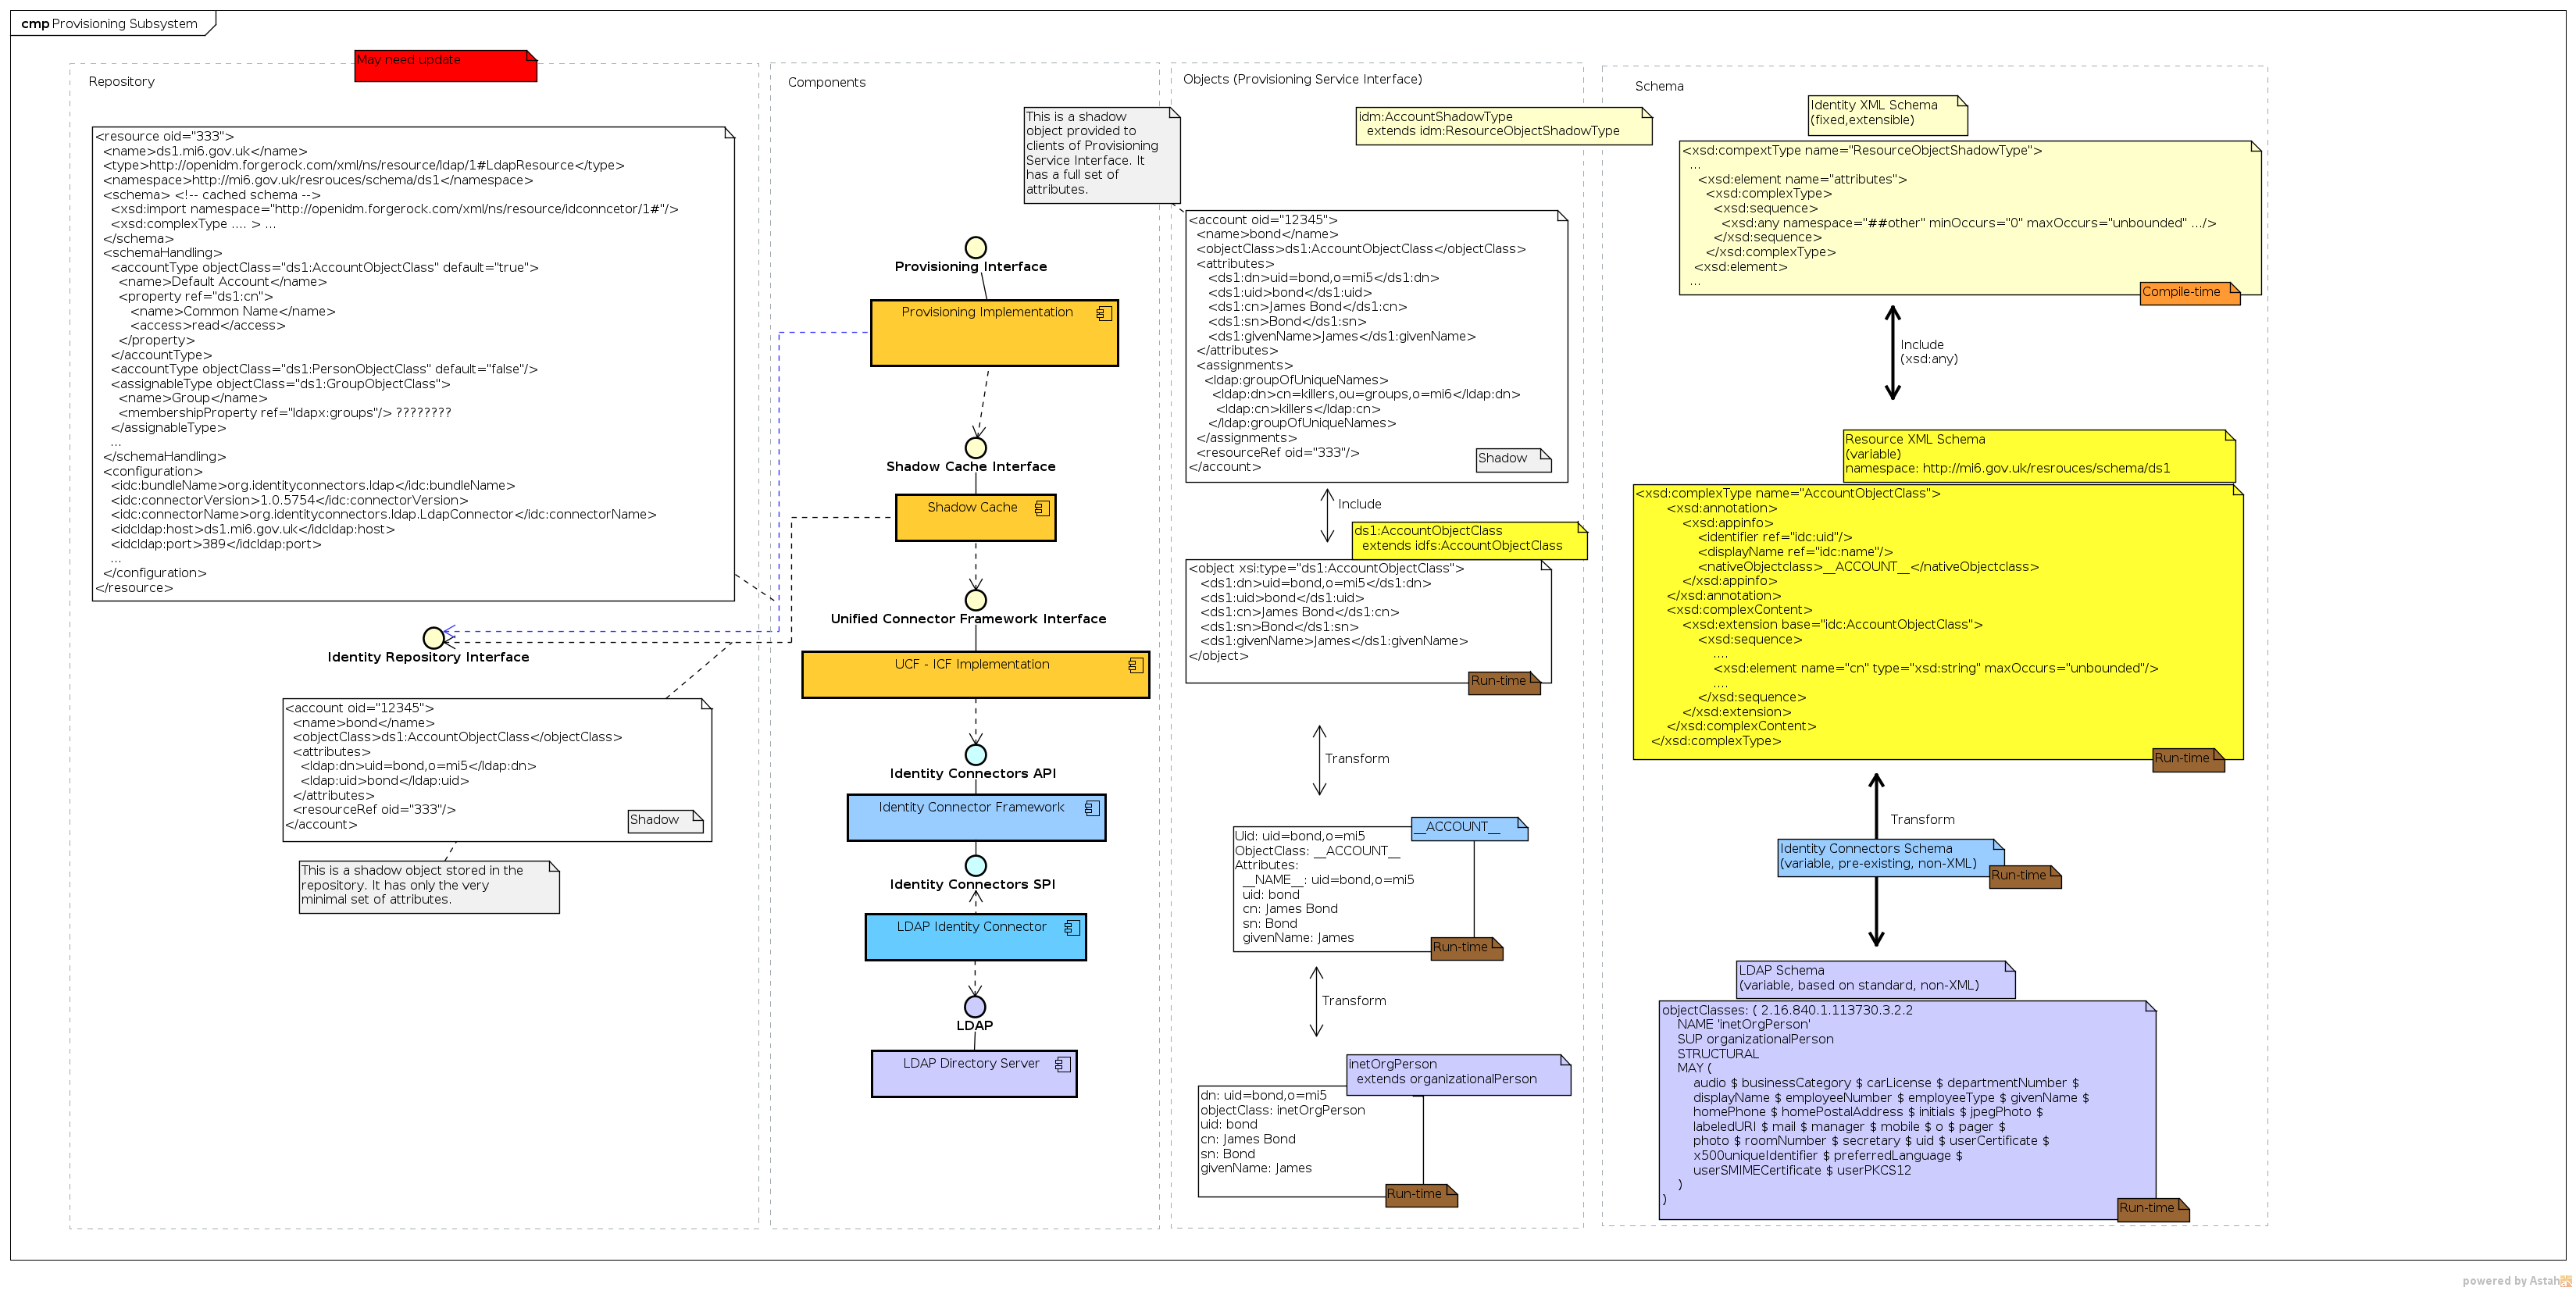 cmp Provisioning Subsystem
Repository
May need update
<resource oid="333">
<name>ds1.mi6.gov.uk</name>
<type>http://openidm.forgerock.com/xml/ns/resource/ldap/1#LdapResource</type>
<namespace>http://mi6.gov.uk/resrouces/schema/ds1</namespace>
<schema> <!-- cached schema -->
<xsd:import namespace="http://openidm.forgerock.com/xml/ns/resource/idconncetor/1#"/>
<xsd:complexType .... > ...
</schema>
<schemaHandling>
<accountType objectClass="ds1:AccountObjectClass" default="true">
<name>Default Account</name>
<property ref="ds1:cn">
<name>Common Name</name>
<access>read</access>
</property>
</accountType>
<accountType objectClass="ds1:PersonObjectClass" default="false"/>
<assignableType objectClass="ds1:GroupObjectClass">
<name>Group</name>
<membershipProperty ref="ldapx:groups"/> ????????
</assignableType>
...
</schemaHandling>
<configuration>
<idc:bundleName>org.identityconnectors.ldap</idc:bundleName>
<idc:connectorVersion>1.0.5754</idc:connectorVersion>
<idc:connectorName>org.identityconnectors.ldap.LdapConnector</idc:connectorName>
<idcldap:host>ds1.mi6.gov.uk</idcldap:host>
<idcldap:port>389</idcldap:port>
...
</configuration>
</resource>
Identity Repository Interface
<account oid="12345">
<name>bond</name>
<objectClass>ds1:AccountObjectClass</objectClass>
<attributes>
<ldap:dn>uid=bond,o=mi5</ldap:dn>
<ldap:uid>bond</ldap:uid>
</attributes>
<resourceRef oid="333"/>
</account>
Shadow
This is a shadow object stored in the
repository. It has only the very
minimal set of attributes.
Components
Provisioning Interface
Provisioning Implementation
Shadow Cache Interface
Shadow Cache
Unified Connector Framework Interface
UCF - ICF Implementation
Identity Connectors API
Identity Connector Framework
Identity Connectors SPI
LDAP Identity Connector
LDAP
LDAP Directory Server
Objects (Provisioning Service Interface)
This is a shadow
object provided to
clients of Provisioning
Service Interface. It
has a full set of
attributes.
idm:AccountShadowType
extends idm:ResourceObjectShadowType
<account oid="12345">
<name>bond</name>
<objectClass>ds1:AccountObjectClass</objectClass>
<attributes>
<ds1:dn>uid=bond,o=mi5</ds1:dn>
<ds1:uid>bond</ds1:uid>
<ds1:cn>James Bond</ds1:cn>
<ds1:sn>Bond</ds1:sn>
<ds1:givenName>James</ds1:givenName>
</attributes>
<assignments>
<ldap:groupOfUniqueNames>
<ldap:dn>cn=killers,ou=groups,o=mi6</ldap:dn>
<ldap:cn>killers</ldap:cn>
</ldap:groupOfUniqueNames>
</assignments>
<resourceRef oid="333"/>
</account>
Shadow
Include
ds1:AccountObjectClass
extends idfs:AccountObjectClass
<object xsi:type="ds1:AccountObjectClass">
<ds1:dn>uid=bond,o=mi5</ds1:dn>
<ds1:uid>bond</ds1:uid>
<ds1:cn>James Bond</ds1:cn>
<ds1:sn>Bond</ds1:sn>
<ds1:givenName>James</ds1:givenName>
</object>
Run-time
Transform
__ACCOUNT__
Uid: uid=bond,o=mi5
ObjectClass: __ACCOUNT__
Attributes:
__NAME__: uid=bond,o=mi5
uid: bond
cn: James Bond
sn: Bond
givenName: James
Run-time
Transform
inetOrgPerson
extends organizationalPerson
dn: uid=bond,o=mi5
objectClass: inetOrgPerson
uid: bond
cn: James Bond
sn: Bond
givenName: James
Run-time
Schema
Identity XML Schema
(fixed,extensible)
<xsd:compextType name="ResourceObjectShadowType">
...
<xsd:element name="attributes">
<xsd:complexType>
<xsd:sequence>
<xsd:any namespace="##other" minOccurs="0" maxOccurs="unbounded" .../>
</xsd:sequence>
</xsd:complexType>
<xsd:element>
...
Compile-time
Include
(xsd:any)
Resource XML Schema
(variable)
namespace: http://mi6.gov.uk/resrouces/schema/ds1
<xsd:complexType name="AccountObjectClass">
<xsd:annotation>
<xsd:appinfo>
<identifier ref="idc:uid"/>
<displayName ref="idc:name"/>
<nativeObjectclass>__ACCOUNT__</nativeObjectclass>
</xsd:appinfo>
</xsd:annotation>
<xsd:complexContent>
<xsd:extension base="idc:AccountObjectClass">
<xsd:sequence>
....
<xsd:element name="cn" type="xsd:string" maxOccurs="unbounded"/>
....
</xsd:sequence>
</xsd:extension>
</xsd:complexContent>
</xsd:complexType>
Run-time
Transform
Identity Connectors Schema
(variable, pre-existing, non-XML)
Run-time
LDAP Schema
(variable, based on standard, non-XML)
objectClasses: ( 2.16.840.1.113730.3.2.2
NAME 'inetOrgPerson'
SUP organizationalPerson
STRUCTURAL
MAY (
audio $ businessCategory $ carLicense $ departmentNumber $
displayName $ employeeNumber $ employeeType $ givenName $
homePhone $ homePostalAddress $ initials $ jpegPhoto $
labeledURI $ mail $ manager $ mobile $ o $ pager $
photo $ roomNumber $ secretary $ uid $ userCertificate $
x500uniqueIdentifier $ preferredLanguage $
userSMIMECertificate $ userPKCS12
)
)
Run-time
powered by Astah